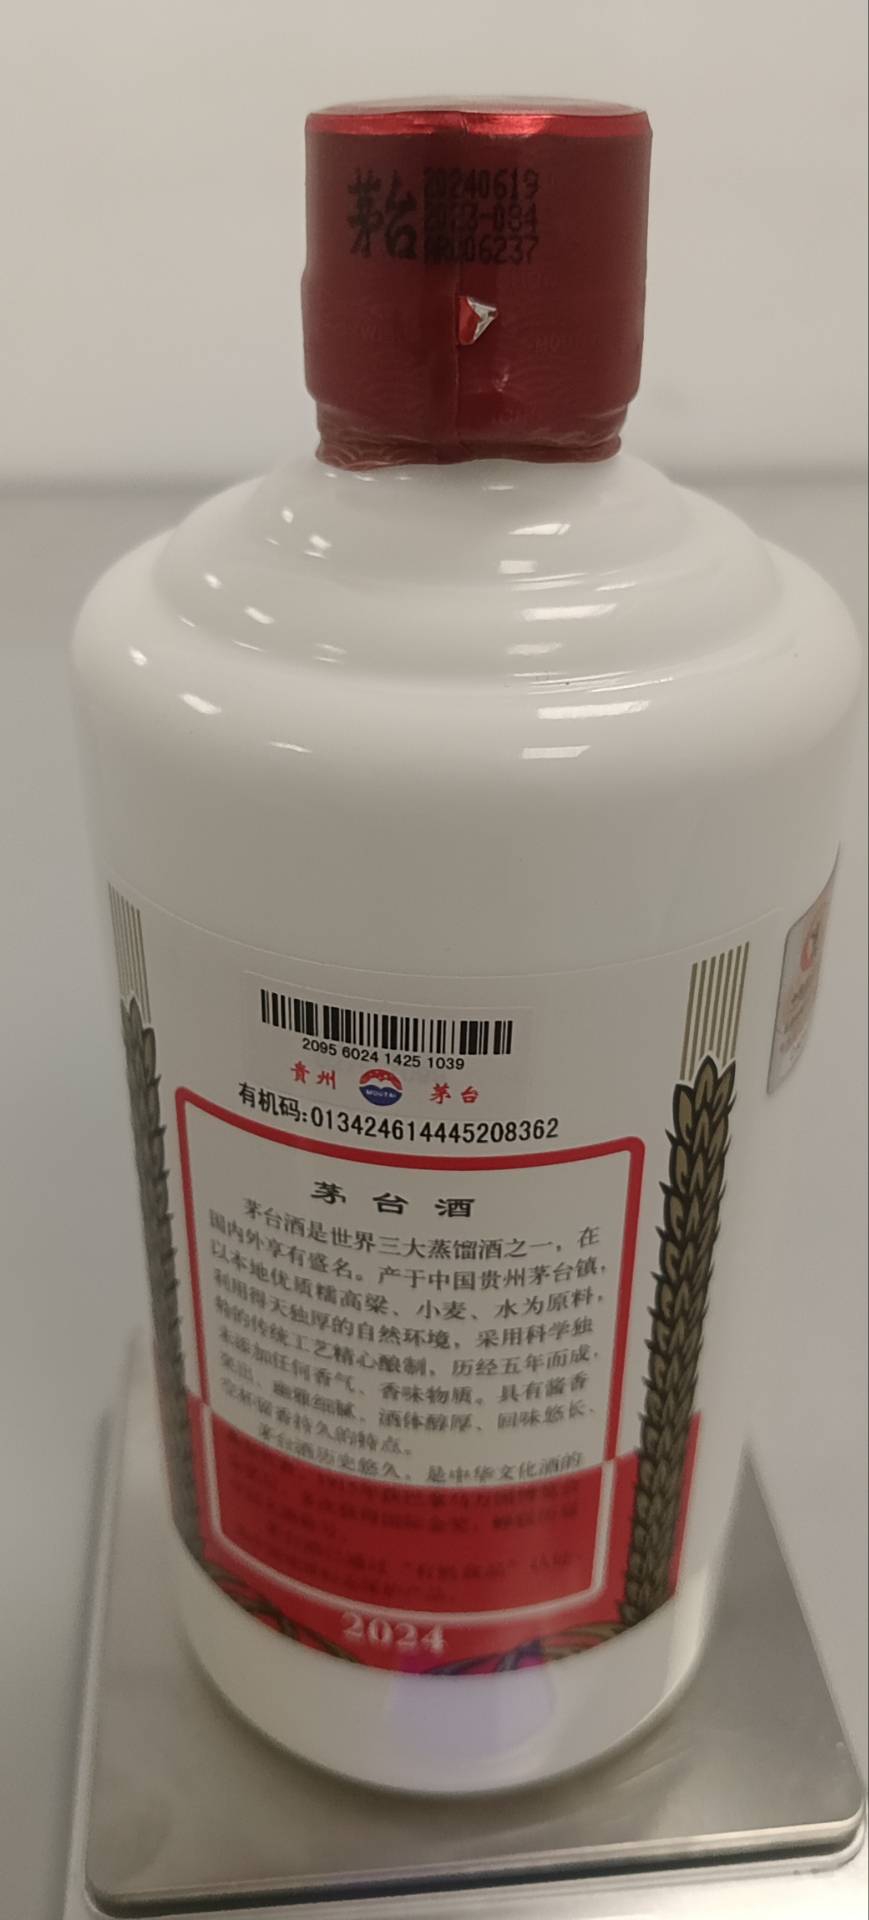 茅台
20240619
2023-084
06237
2095 6024 1425 1039
贵州 MOUTAI 茅台
有机码:013424614445208362
茅台酒
茅台酒是世界三大蒸馏酒之一，在
国内外享有盛名。产于中国贵州茅台镇，
以本地优质糯高粱、小麦、水为原料，
利用得天独厚的自然环境，采用科学独
特的传统工艺精心酿制，历经五年而成，
未添加任何香气、香味物质。具有酱香
突出、幽雅细腻、酒体醇厚、回味悠长、
空杯留香持久的特点。
茅台酒历史悠久，是中华文化酒的
2024